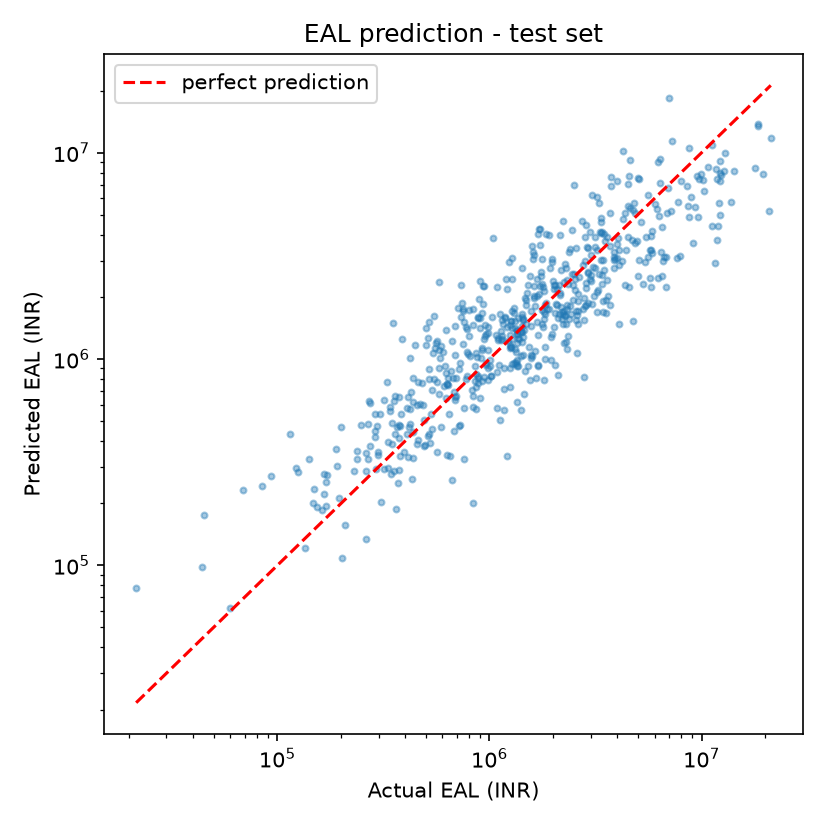 EAL prediction - test set
perfect prediction
10⁷
10⁶
10⁵
Predicted EAL (INR)
10⁵
10⁶
10⁷
Actual EAL (INR)